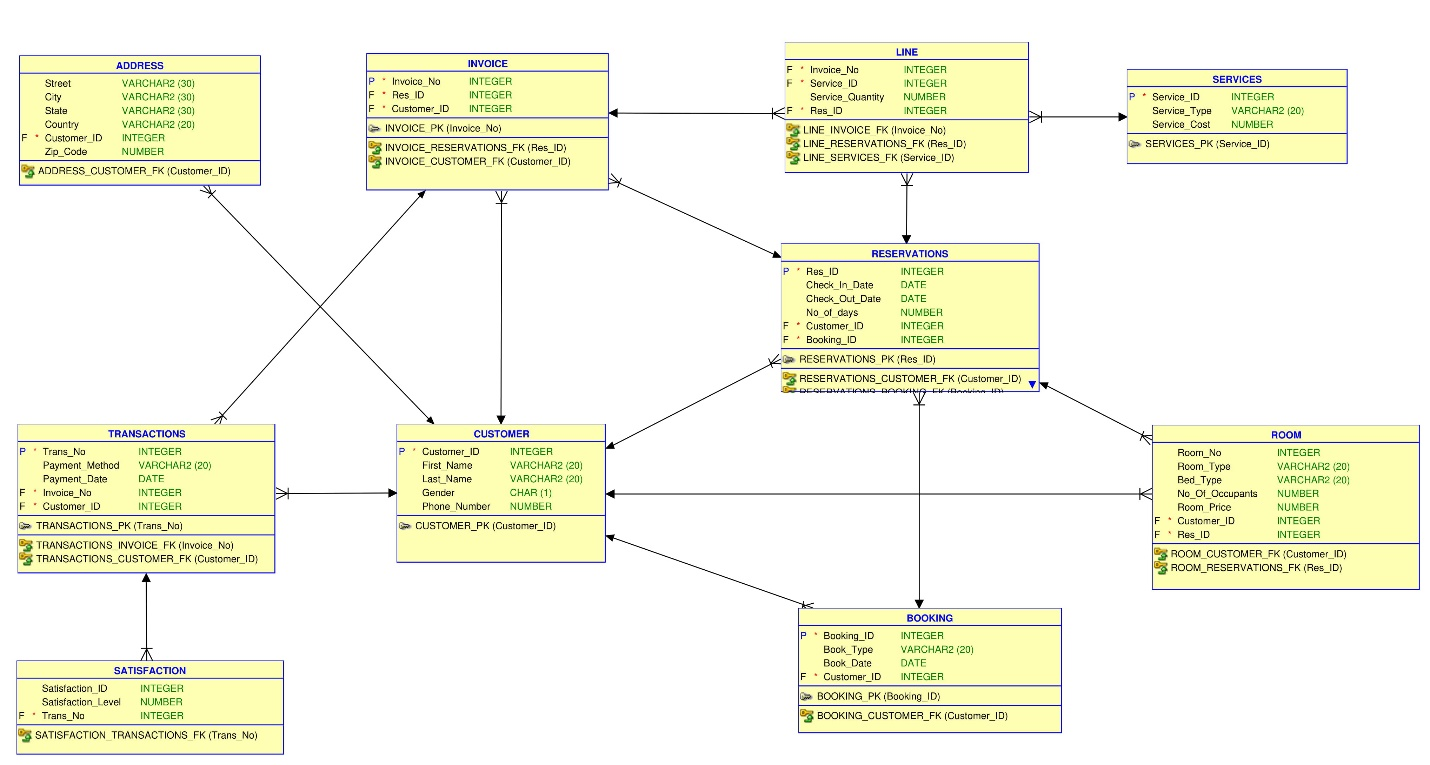 ADDRESS
Street VARCHAR2 (30)
City VARCHAR2 (30)
State VARCHAR2 (30)
Country VARCHAR2 (20)
F * Customer_ID INTEGER
Zip_Code NUMBER
ADDRESS_CUSTOMER_FK (Customer_ID)
INVOICE
P * Invoice_No INTEGER
F * Res_ID INTEGER
F * Customer_ID INTEGER
INVOICE_PK (Invoice_No)
INVOICE_RESERVATIONS_FK (Res_ID)
INVOICE_CUSTOMER_FK (Customer_ID)
LINE
F * Invoice_No INTEGER
F * Service_ID INTEGER
Service_Quantity NUMBER
F * Res_ID INTEGER
LINE_INVOICE_FK (Invoice_No)
LINE_RESERVATIONS_FK (Res_ID)
LINE_SERVICES_FK (Service_ID)
SERVICES
P * Service_ID INTEGER
Service_Type VARCHAR2 (20)
Service_Cost NUMBER
SERVICES_PK (Service_ID)
RESERVATIONS
P * Res_ID INTEGER
Check_In_Date DATE
Check_Out_Date DATE
No_of_days NUMBER
F * Customer_ID INTEGER
F * Booking_ID INTEGER
RESERVATIONS_PK (Res_ID)
RESERVATIONS_CUSTOMER_FK (Customer_ID)
RESERVATIONS_BOOKING_FK (Booking_ID)
TRANSACTIONS
P * Trans_No INTEGER
Payment_Method VARCHAR2 (20)
Payment_Date DATE
F * Invoice_No INTEGER
F * Customer_ID INTEGER
TRANSACTIONS_PK (Trans_No)
TRANSACTIONS_INVOICE_FK (Invoice_No)
TRANSACTIONS_CUSTOMER_FK (Customer_ID)
CUSTOMER
P * Customer_ID INTEGER
First_Name VARCHAR2 (20)
Last_Name VARCHAR2 (20)
Gender CHAR (1)
Phone_Number NUMBER
CUSTOMER_PK (Customer_ID)
ROOM
Room_No INTEGER
Room_Type VARCHAR2 (20)
Bed_Type VARCHAR2 (20)
No_Of_Occupants NUMBER
Room_Price NUMBER
F * Customer_ID INTEGER
F * Res_ID INTEGER
ROOM_CUSTOMER_FK (Customer_ID)
ROOM_RESERVATIONS_FK (Res_ID)
BOOKING
P * Booking_ID INTEGER
Book_Type VARCHAR2 (20)
Book_Date DATE
F * Customer_ID INTEGER
BOOKING_PK (Booking_ID)
BOOKING_CUSTOMER_FK (Customer_ID)
SATISFACTION
Satisfaction_ID INTEGER
Satisfaction_Level NUMBER
F * Trans_No INTEGER
SATISFACTION_TRANSACTIONS_FK (Trans_No)